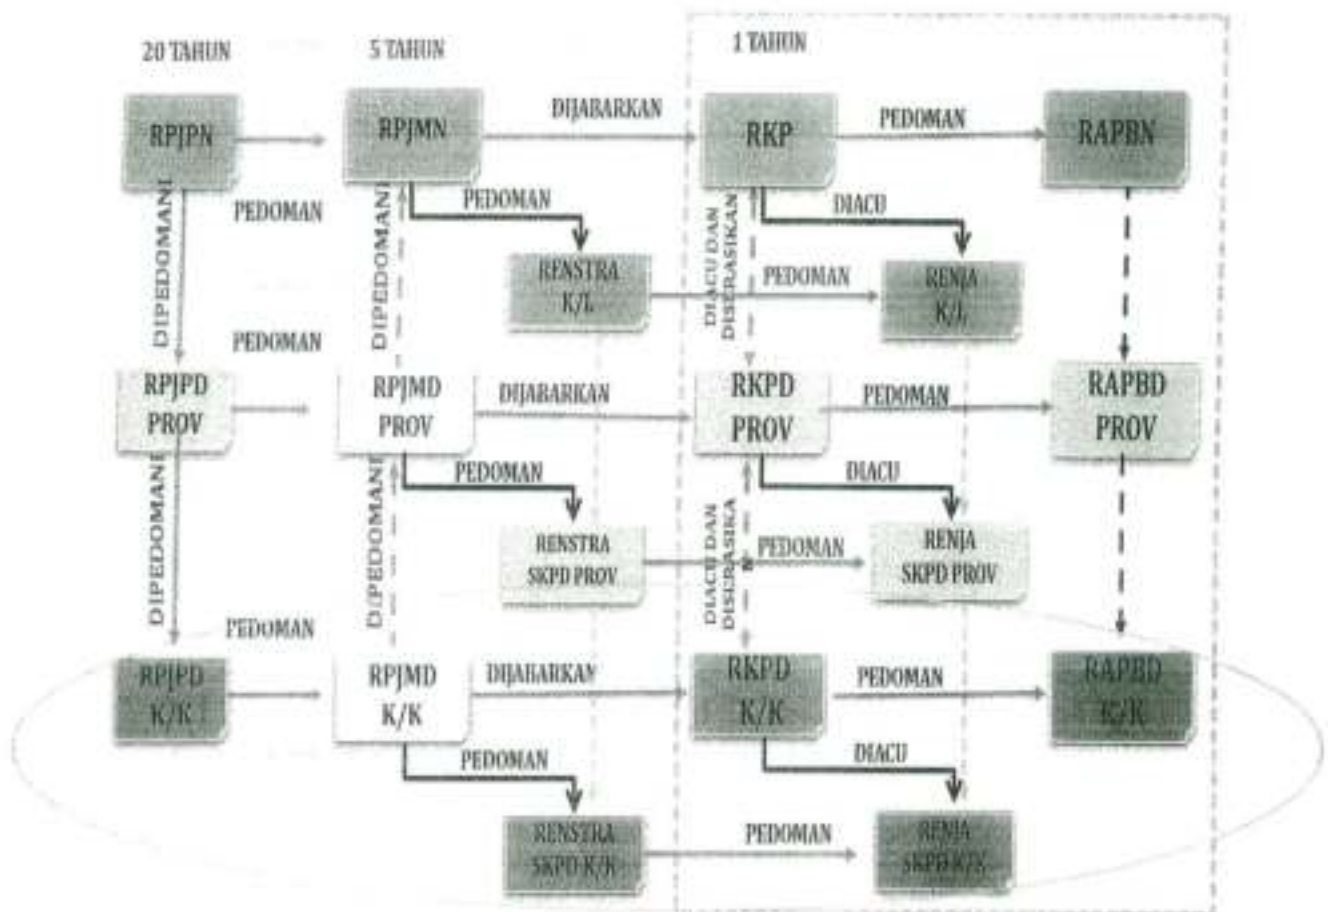 20 TAHUN
5 TAHUN
1 TAHUN
RPJPN
RPJMN
DIJABARKAN
RKP
PEDOMAN
RAPBN
PEDOMAN
DIPEDOMANI
DIPEDOMANI
PEDOMAN
DIACU DAN
DISERASIKAN
DIACU
RENSTRA
K/L
PEDOMAN
RENJA
K/L
PEDOMAN
RPJPD
PROV
RPJMD
PROV
DIJABARKAN
RKPD
PROV
PEDOMAN
RAPBD
PROV
DIPEDOMANI
DIPEDOMANI
PEDOMAN
DIACU DAN
DISERASIKA
N
DIACU
RENSTRA
SKPD PROV
PEDOMAN
RENJA
SKPD PROV
PEDOMAN
RPJPD
K/K
RPJMD
K/K
DIJABARKAN
RKPD
K/K
PEDOMAN
RAPBD
K/K
PEDOMAN
DIACU
RENSTRA
SKPD K/K
PEDOMAN
RENJA
SKPD K/K